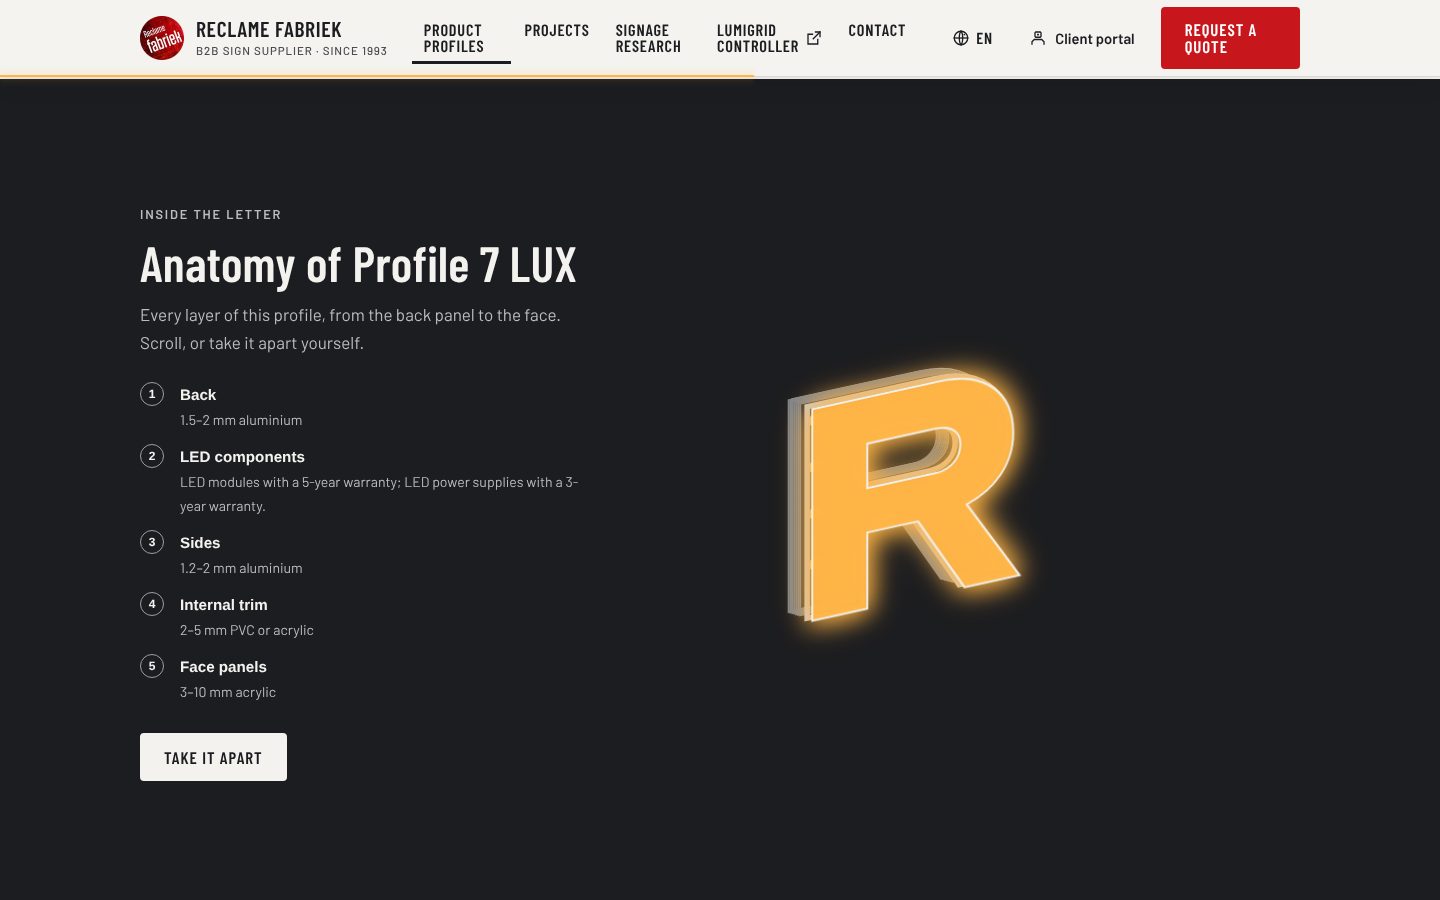 Reclame fabriek
RECLAME FABRIEK
B2B SIGN SUPPLIER · SINCE 1993
PRODUCT
PROFILES
PROJECTS
SIGNAGE
RESEARCH
LUMIGRID
CONTROLLER
CONTACT
EN
Client portal
REQUEST A
QUOTE
INSIDE THE LETTER
Anatomy of Profile 7 LUX
Every layer of this profile, from the back panel to the face.
Scroll, or take it apart yourself.
1 Back
1.5–2 mm aluminium
2 LED components
LED modules with a 5-year warranty; LED power supplies with a 3-
year warranty.
3 Sides
1.2–2 mm aluminium
4 Internal trim
2–5 mm PVC or acrylic
5 Face panels
3–10 mm acrylic
TAKE IT APART
R